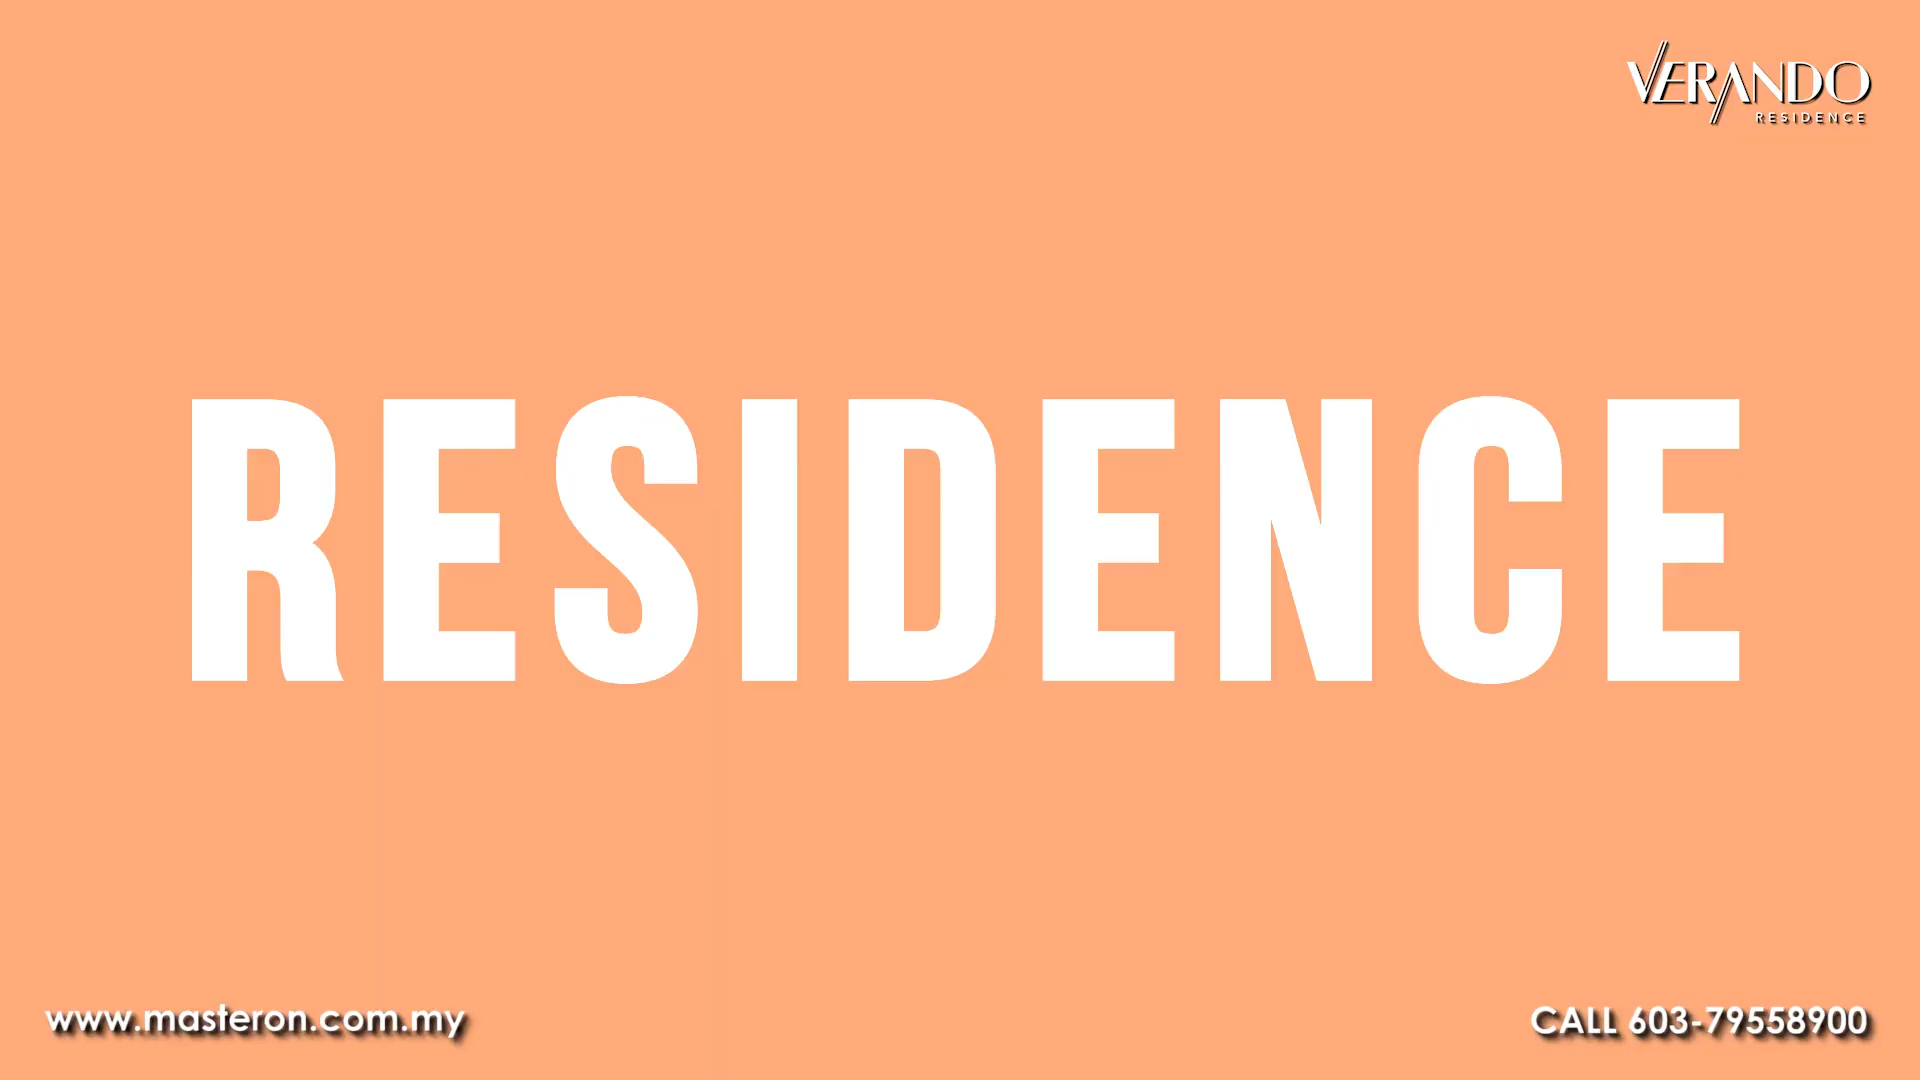 VERANDO
RESIDENCE
RESIDENCE
www.masteron.com.my
CALL 603-79558900